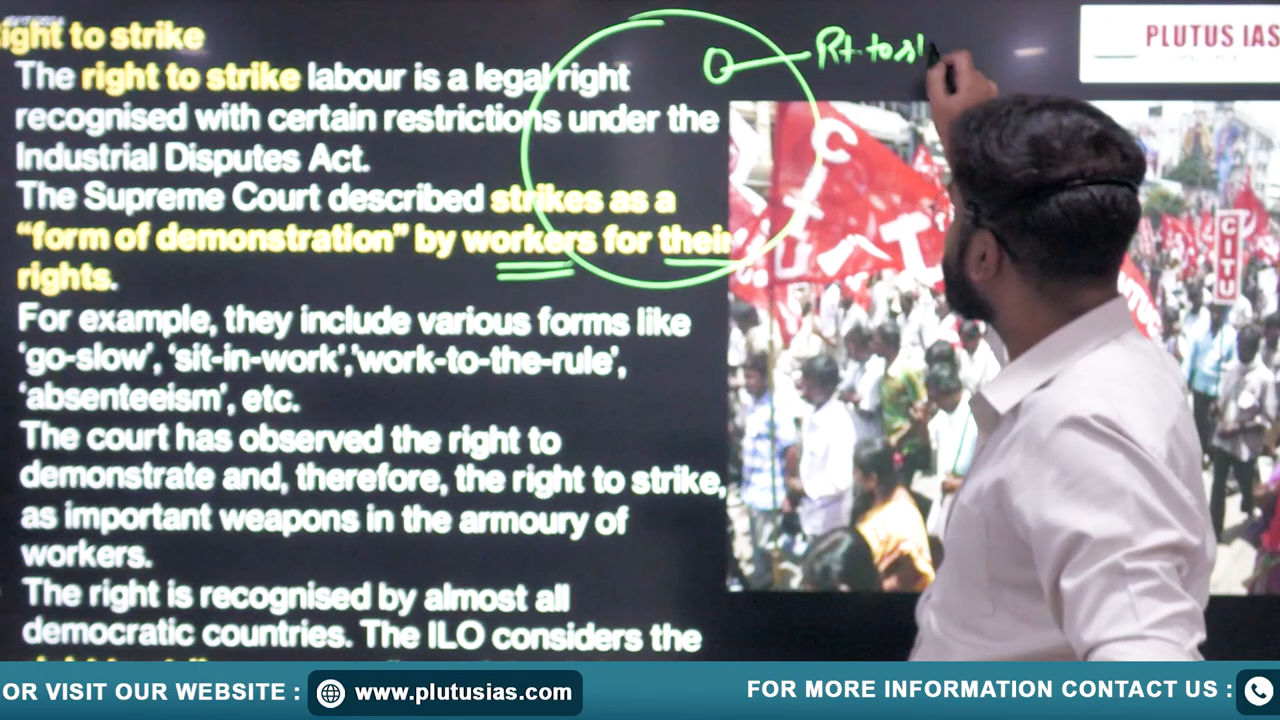 ight to strike
The right to strike labour is a legal right
recognised with certain restrictions under the
Industrial Disputes Act.
The Supreme Court described strikes as a
“form of demonstration” by workers for their
rights.
For example, they include various forms like
‘go-slow’, ‘sit-in-work’,’work-to-the-rule’,
‘absenteeism’, etc.
The court has observed the right to
demonstrate and, therefore, the right to strike,
as important weapons in the armoury of
workers.
The right is recognised by almost all
democratic countries. The ILO considers the
Rt. to st
PLUTUS IAS
CITU
CITU
OR VISIT OUR WEBSITE : www.plutusias.com
FOR MORE INFORMATION CONTACT US :